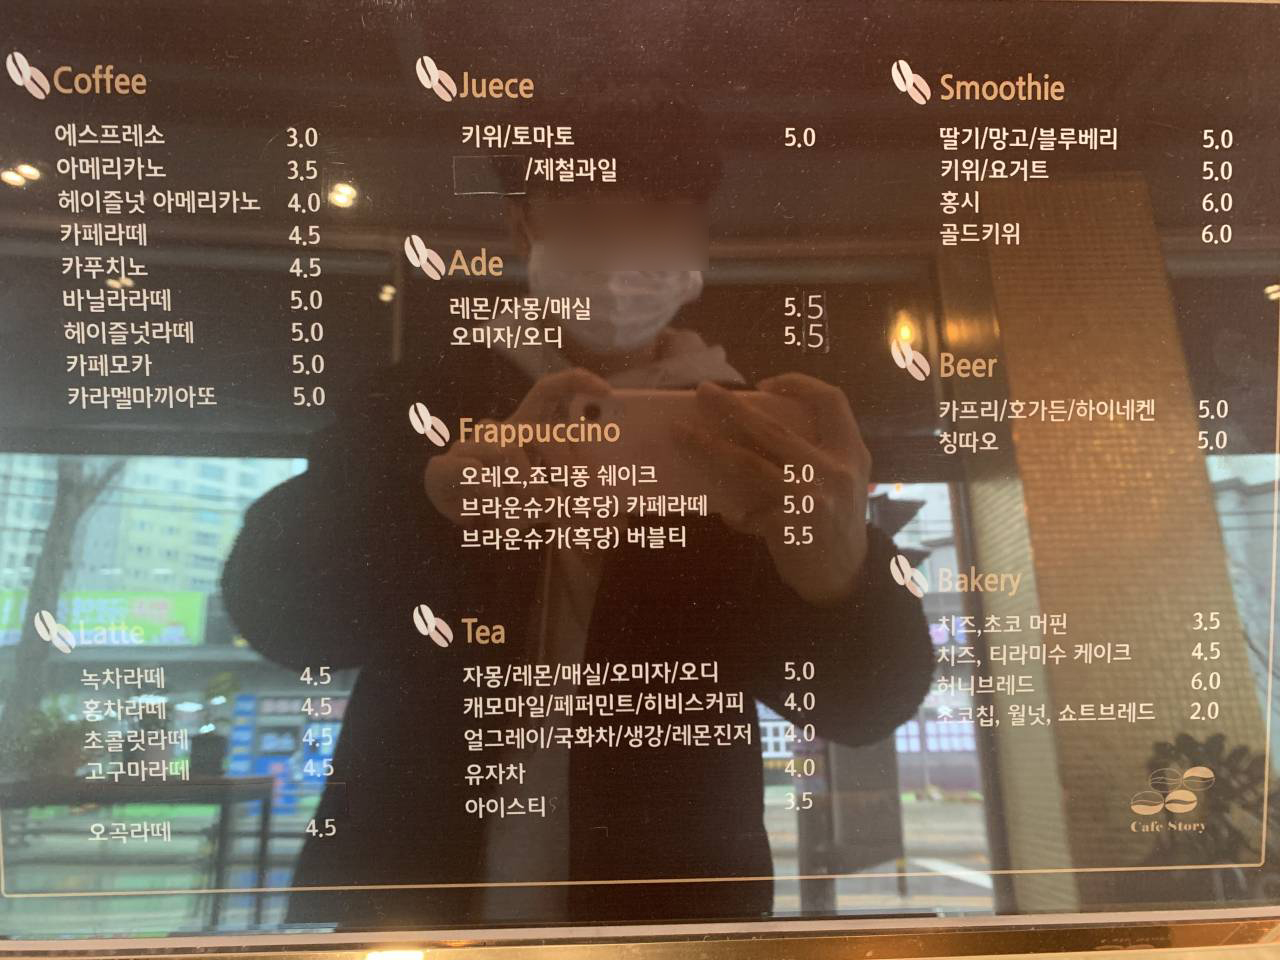 Coffee
에스프레소 3.0
아메리카노 3.5
헤이즐넛 아메리카노 4.0
카페라떼 4.5
카푸치노 4.5
바닐라라떼 5.0
헤이즐넛라떼 5.0
카페모카 5.0
카라멜마끼아또 5.0
Latte
녹차라떼 4.5
홍차라떼 4.5
초콜릿라떼 4.5
고구마라떼 4.5
오곡라떼 4.5
Juece
키위/토마토 5.0
/제철과일
Ade
레몬/자몽/매실 5.5
오미자/오디 5.5
Frappuccino
오레오,죠리퐁 쉐이크 5.0
브라운슈가(흑당) 카페라떼 5.0
브라운슈가(흑당) 버블티 5.5
Tea
자몽/레몬/매실/오미자/오디 5.0
캐모마일/페퍼민트/히비스커피 4.0
얼그레이/국화차/생강/레몬진저 4.0
유자차 4.0
아이스티 3.5
Smoothie
딸기/망고/블루베리 5.0
키위/요거트 5.0
홍시 6.0
골드키위 6.0
Beer
카프리/호가든/하이네켄 5.0
칭따오 5.0
Bakery
치즈,초코 머핀 3.5
치즈, 티라미수 케이크 4.5
허니브레드 6.0
초코칩, 월넛, 쇼트브레드 2.0
Cafe Story